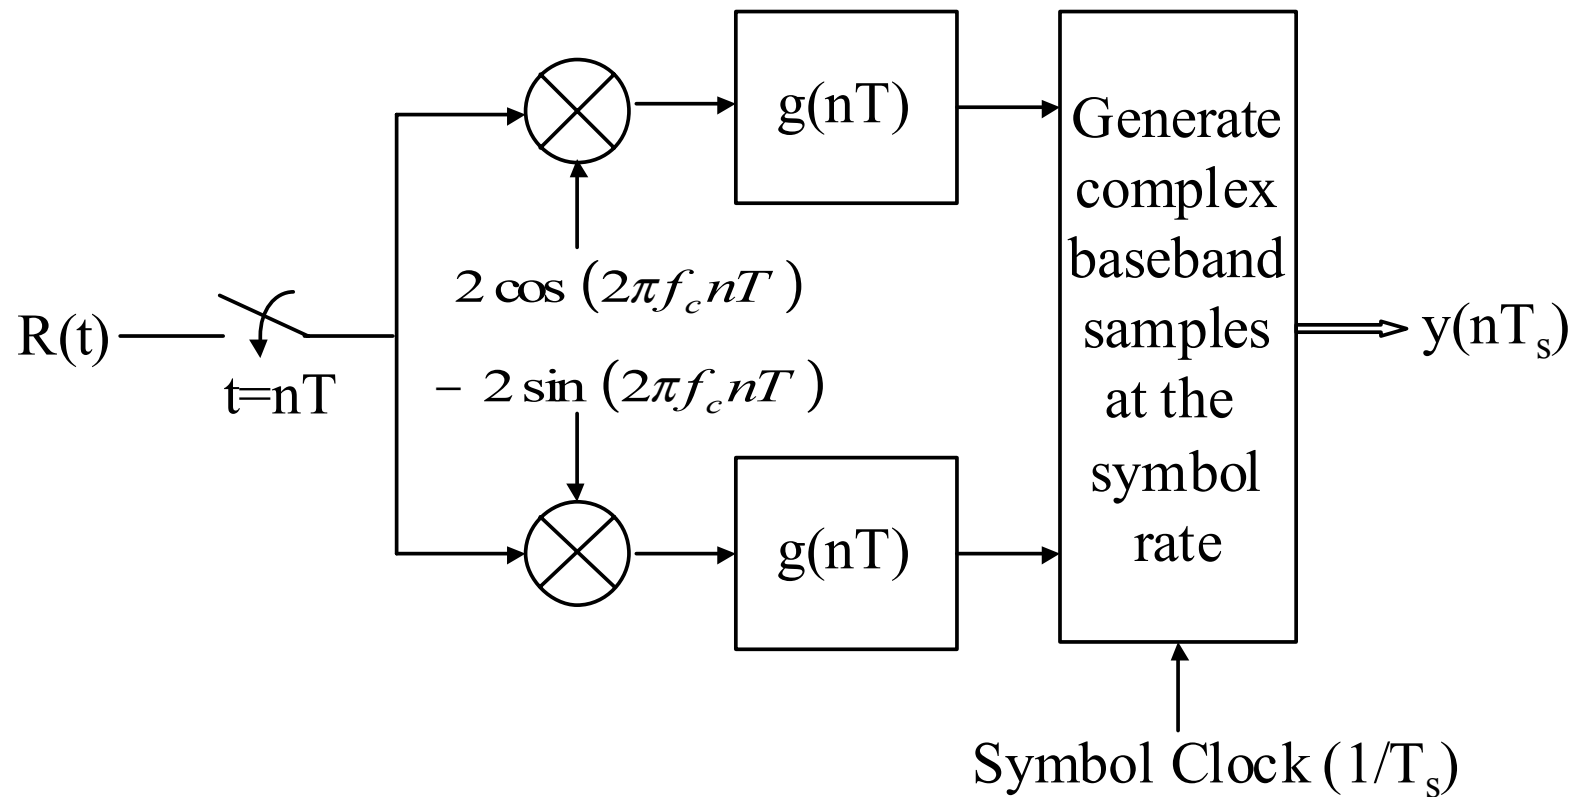 g(nT)
Generate
complex
baseband
samples
at the
symbol
rate
2 cos (2πf_c nT )
R(t)
y(nT_s)
t=nT
− 2 sin (2πf_c nT )
g(nT)
Symbol Clock (1/T_s)